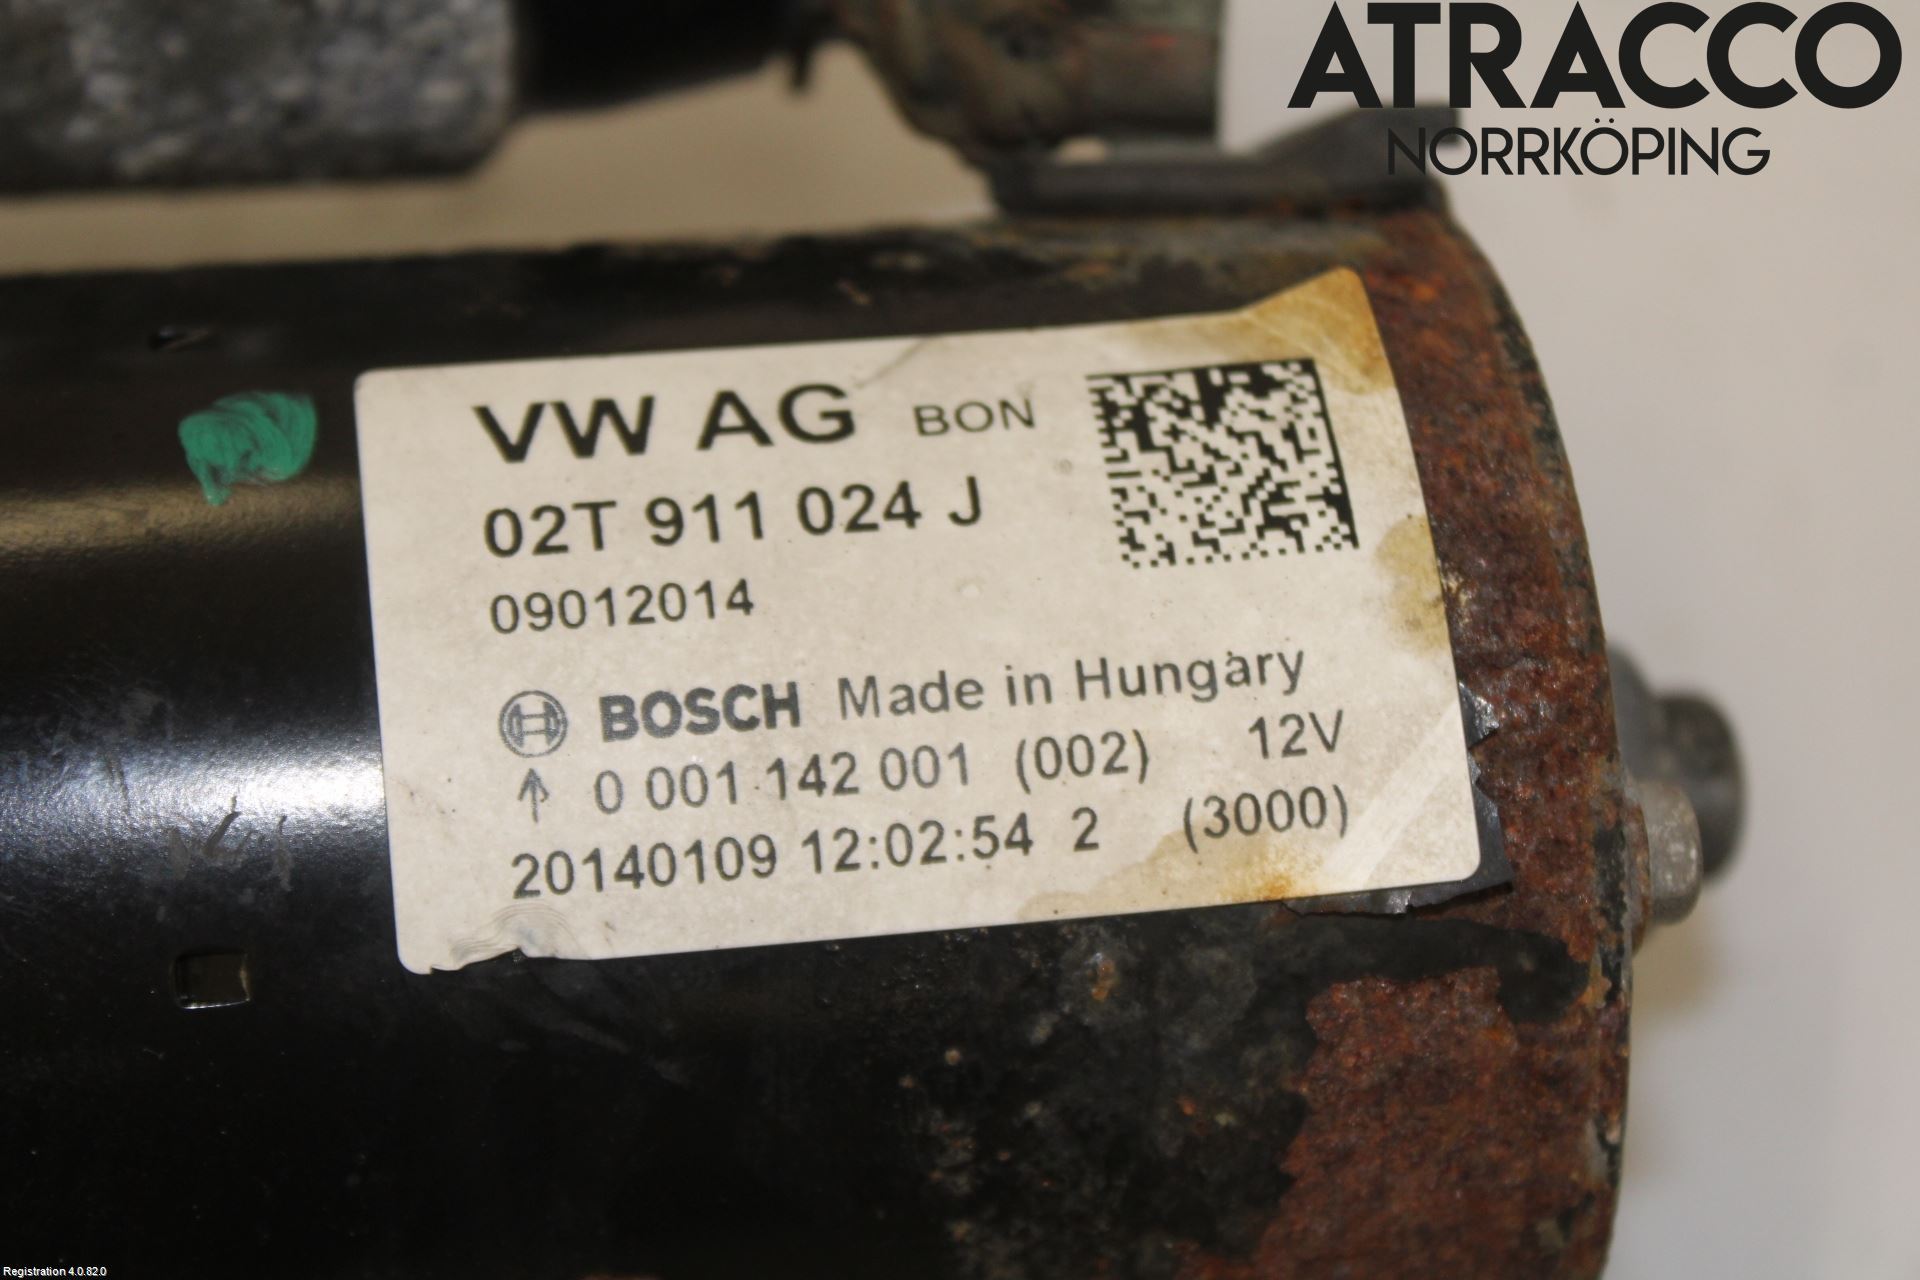 ATRACCO
NORRKÖPING
VW AG BON
02T 911 024 J
09012014
BOSCH Made in Hungary
0 001 142 001 (002) 12V
20140109 12:02:54 2 (3000)
Registration 4.0.82.0